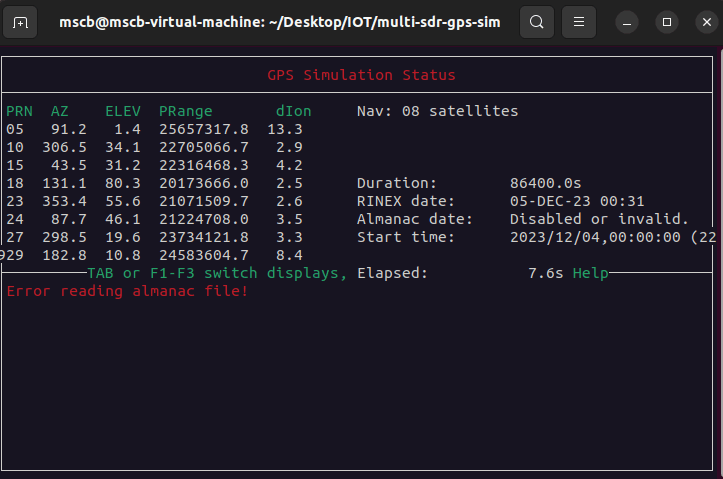 mscb@mscb-virtual-machine: ~/Desktop/IOT/multi-sdr-gps-sim
GPS Simulation Status
PRN AZ ELEV PRange dIon Nav: 08 satellites
05 91.2 1.4 25657317.8 13.3
10 306.5 34.1 22705066.7 2.9
15 43.5 31.2 22316468.3 4.2
18 131.1 80.3 20173666.0 2.5 Duration: 86400.0s
23 353.4 55.6 21071509.7 2.6 RINEX date: 05-DEC-23 00:31
24 87.7 46.1 21224708.0 3.5 Almanac date: Disabled or invalid.
27 298.5 19.6 23734121.8 3.3 Start time: 2023/12/04,00:00:00 (22
929 182.8 10.8 24583604.7 8.4
TAB or F1-F3 switch displays, Elapsed: 7.6s Help
Error reading almanac file!